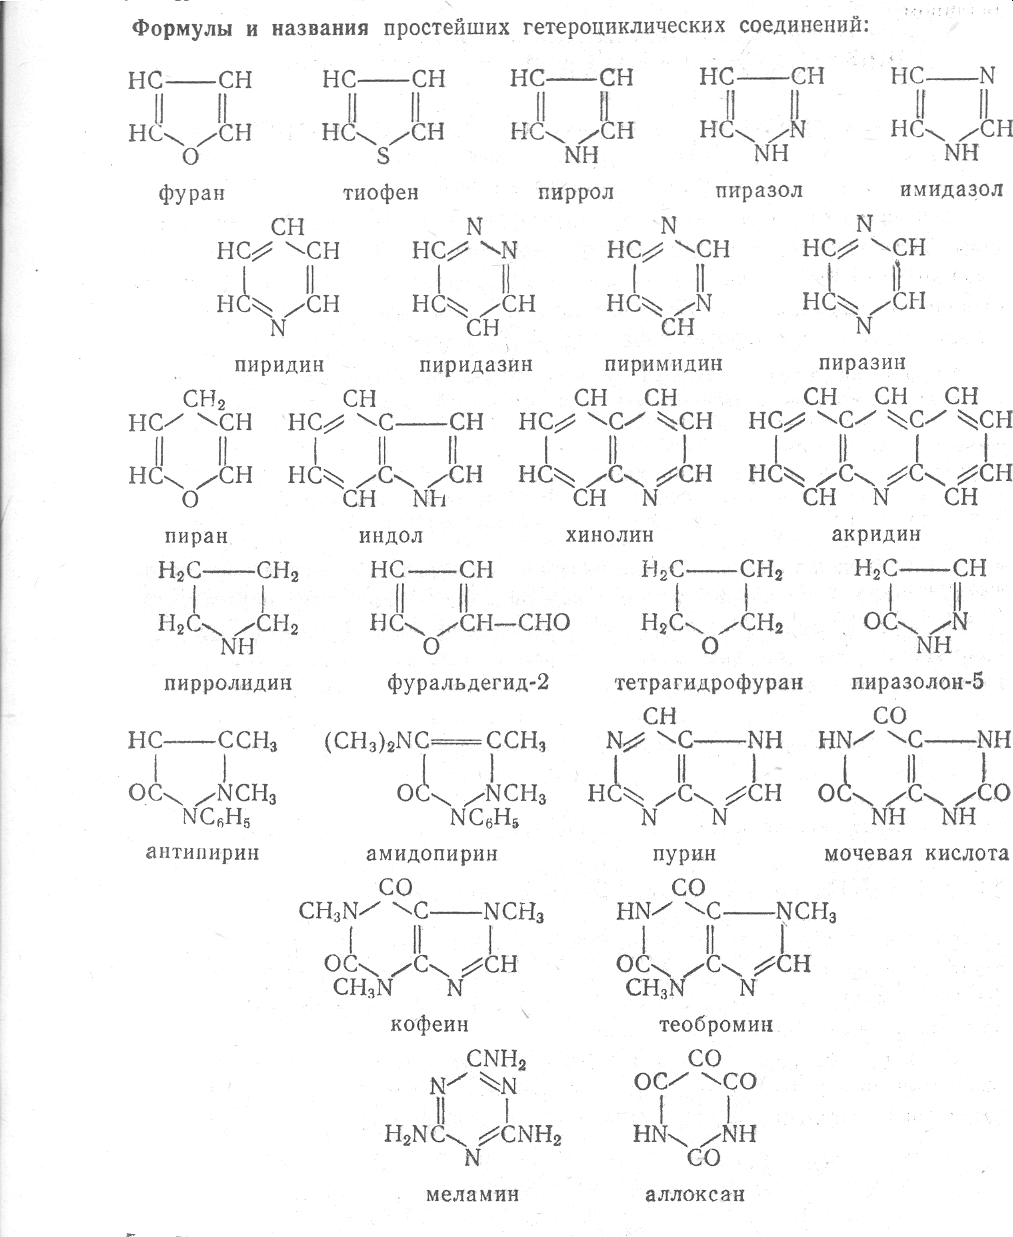 Формулы и названия простейших гетероциклических соединений:
HC CH HC CH HC CH HC CH HC N
HC CH HC CH HC CH HC N HC CH
O S NH NH NH
фуран тиофен пиррол пиразол имидазол
CH N N N
HC CH HC N HC CH HC CH
HC CH HC CH HC N HC CH
N CH CH N
пиридин пиридазин пиримидин пиразин
CH₂ CH CH CH CH CH CH
HC CH HC C CH HC C CH HC C C CH
HC CH HC C CH HC C CH HC C C CH
O CH NH CH N CH N CH
пиран индол хинолин акридин
H₂C CH₂ HC CH H₂C CH₂ H₂C CH
H₂C CH₂ HC CH—CHO H₂C CH₂ OC N
NH O O NH
пирролидин фуральдегид-2 тетрагидрофуран пиразолон-5
CH CO
HC CCH₃ (CH₃)₂NC CCH₃ N C NH HN C NH
OC NCH₃ OC NCH₃ HC C CH OC C CO
NC₆H₅ NC₆H₅ N N NH NH
антипирин амидопирин пурин мочевая кислота
CO CO
CH₃N C NCH₃ HN C NCH₃
OC C CH OC C CH
CH₃N N CH₃N N
кофеин теобромин
CNH₂ CO
N N OC CO
H₂NC CNH₂ HN NH
N CO
меламин аллоксан